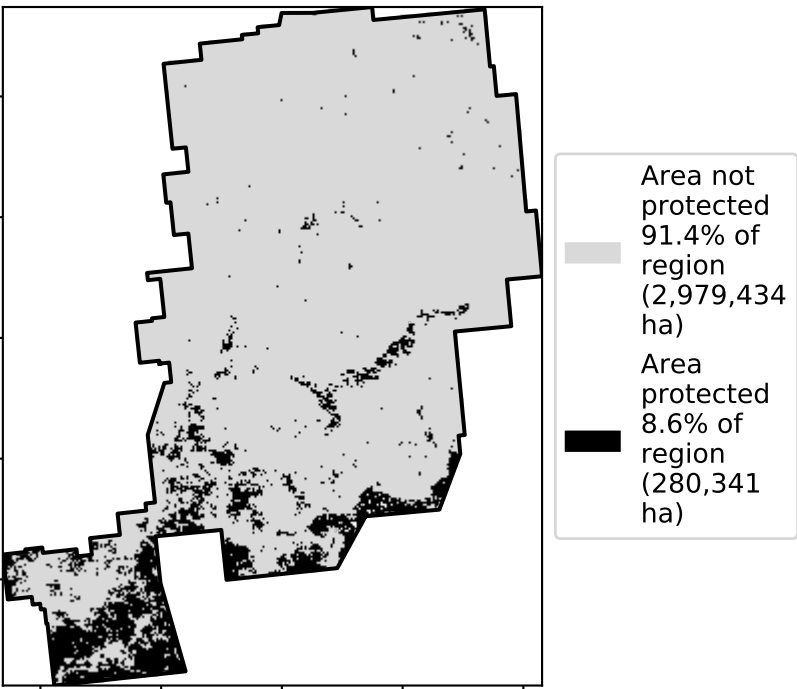 Area not
protected
91.4% of
region
(2,979,434
ha)
Area
protected
8.6% of
region
(280,341
ha)